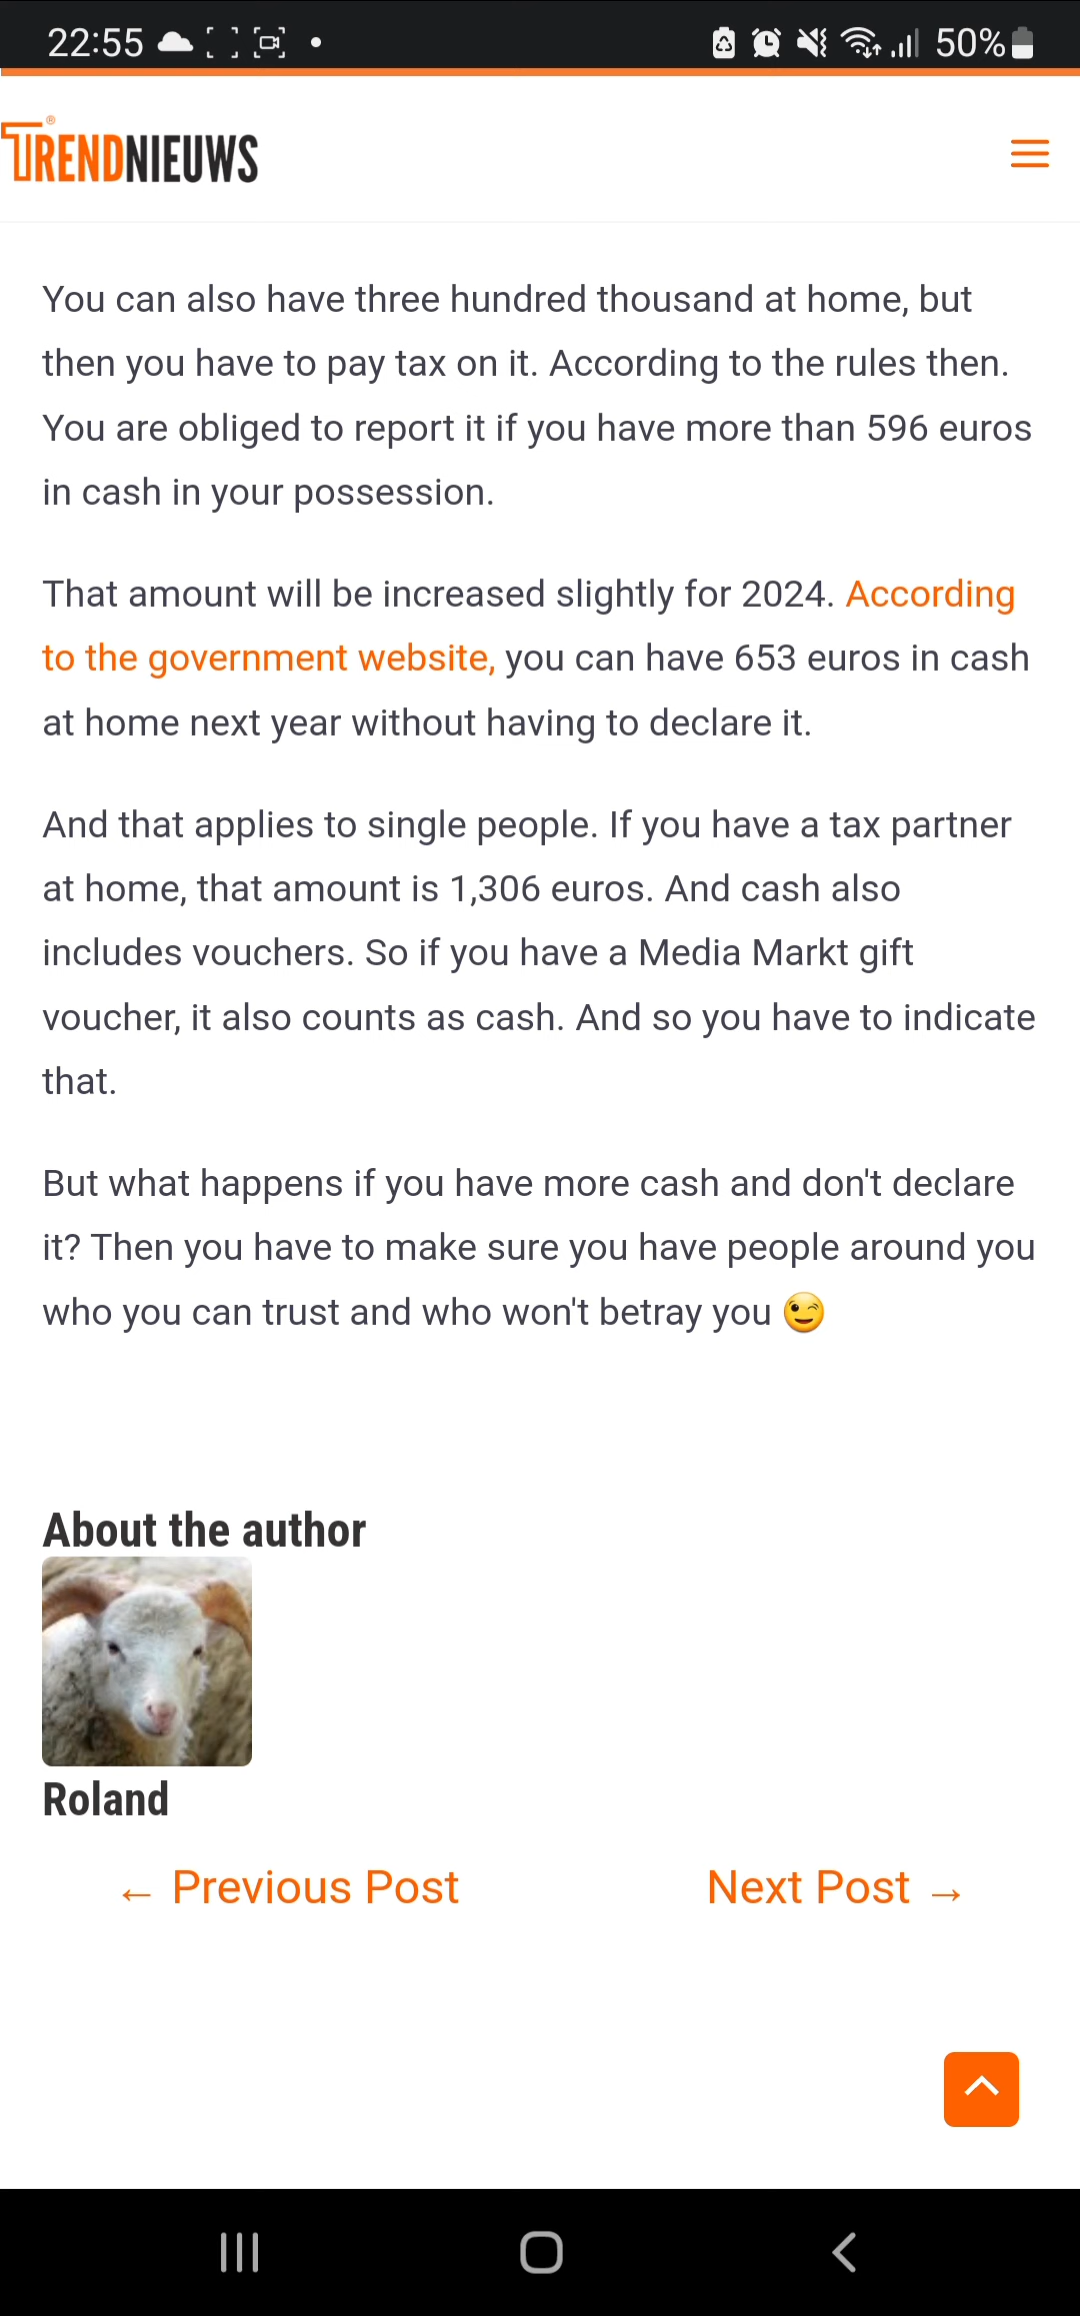 22:55
50%
TRENDNIEUWS®
You can also have three hundred thousand at home, but
then you have to pay tax on it. According to the rules then.
You are obliged to report it if you have more than 596 euros
in cash in your possession.
That amount will be increased slightly for 2024. According
to the government website, you can have 653 euros in cash
at home next year without having to declare it.
And that applies to single people. If you have a tax partner
at home, that amount is 1,306 euros. And cash also
includes vouchers. So if you have a Media Markt gift
voucher, it also counts as cash. And so you have to indicate
that.
But what happens if you have more cash and don't declare
it? Then you have to make sure you have people around you
who you can trust and who won't betray you 😉
About the author
Roland
← Previous Post
Next Post →